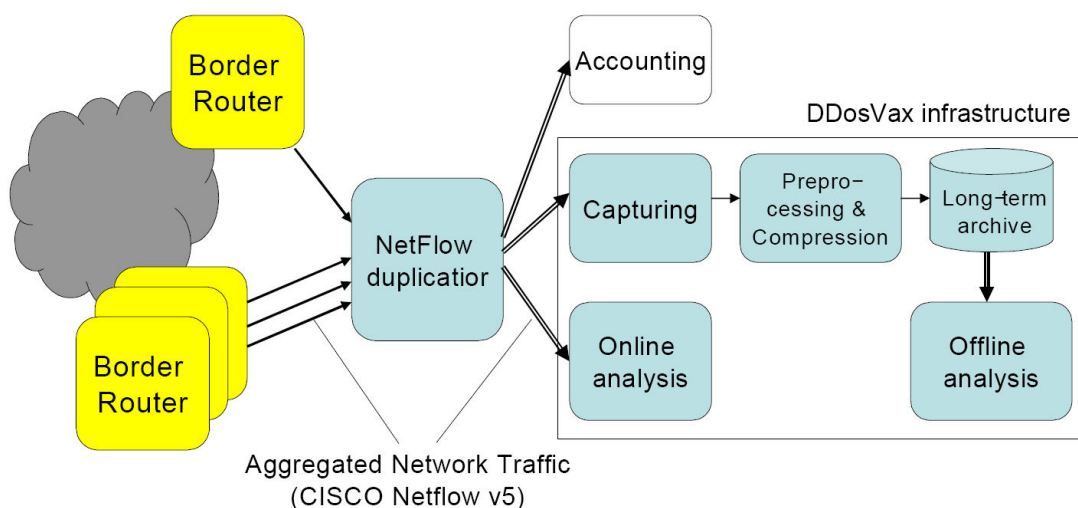 Border
Router
Accounting
DDosVax infrastructure
NetFlow
duplicatior
Capturing
Prepro-
cessing &
Compression
Long-term
archive
Online
analysis
Offline
analysis
Border
Router
Aggregated Network Traffic
(CISCO Netflow v5)